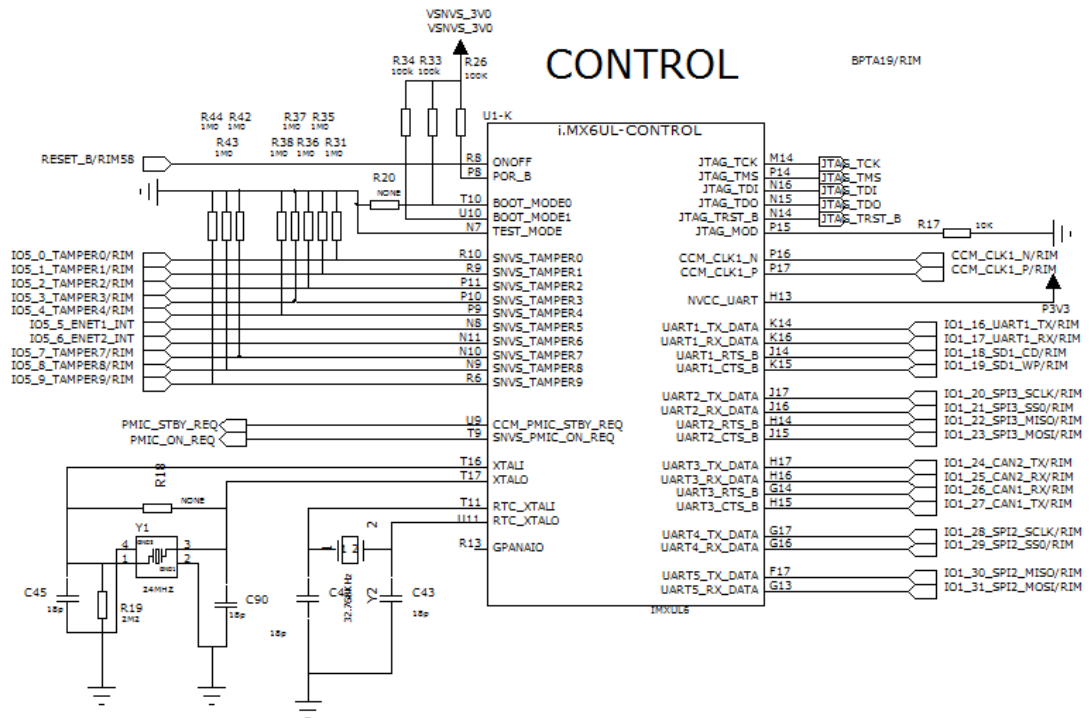 VSNVS_3V0
VSNVS_3V0
R34 R33 R26
100k 100k 100K
CONTROL
BPTA19/RIM
R44 R42 R37 R35
1M0 1M0 1M0 1M0
R43 R38 R36 R31
1M0 1M0 1M0 1M0
U1-K
i.MX6UL-CONTROL
RESET_B/RIM58
R8 ONOFF
P8 POR_B
R20
NONE
T10 BOOT_MODE0
U10 BOOT_MODE1
N7 TEST_MODE
IO5_0_TAMPER0/RIM R10 SNVS_TAMPER0
IO5_1_TAMPER1/RIM R9 SNVS_TAMPER1
IO5_2_TAMPER2/RIM P11 SNVS_TAMPER2
IO5_3_TAMPER3/RIM P10 SNVS_TAMPER3
IO5_4_TAMPER4/RIM P9 SNVS_TAMPER4
IO5_5_ENET1_INT N8 SNVS_TAMPER5
IO5_6_ENET2_INT N11 SNVS_TAMPER6
IO5_7_TAMPER7/RIM N10 SNVS_TAMPER7
IO5_8_TAMPER8/RIM N9 SNVS_TAMPER8
IO5_9_TAMPER9/RIM R6 SNVS_TAMPER9
PMIC_STBY_REQ U9 CCM_PMIC_STBY_REQ
PMIC_ON_REQ T9 SNVS_PMIC_ON_REQ
T16 XTALI
T17 XTALO
R18
NONE
T11 RTC_XTALI
U11 RTC_XTALO
R13 GPANAIO
Y1
4 3
1 2
24MHZ
C45
18p
R19
2M2
C90
18p
1 2
1 2
Y2
18p
C43
18p
JTAG_TCK M14 JTAG_TCK
JTAG_TMS P14 JTAG_TMS
JTAG_TDI N16 JTAG_TDI
JTAG_TDO N15 JTAG_TDO
JTAG_TRST_B N14 JTAG_TRST_B
JTAG_MOD P15 R17 10K
CCM_CLK1_N P16 CCM_CLK1_N/RIM
CCM_CLK1_P P17 CCM_CLK1_P/RIM
NVCC_UART H13
P3V3
UART1_TX_DATA K14 IO1_16_UART1_TX/RIM
UART1_RX_DATA K16 IO1_17_UART1_RX/RIM
UART1_RTS_B J14 IO1_18_SD1_CD/RIM
UART1_CTS_B K15 IO1_19_SD1_WP/RIM
UART2_TX_DATA J17 IO1_20_SPI3_SCLK/RIM
UART2_RX_DATA J16 IO1_21_SPI3_SS0/RIM
UART2_RTS_B H14 IO1_22_SPI3_MISO/RIM
UART2_CTS_B J15 IO1_23_SPI3_MOSI/RIM
UART3_TX_DATA H17 IO1_24_CAN2_TX/RIM
UART3_RX_DATA H16 IO1_25_CAN2_RX/RIM
UART3_RTS_B G14 IO1_26_CAN1_RX/RIM
UART3_CTS_B H15 IO1_27_CAN1_TX/RIM
UART4_TX_DATA G17 IO1_28_SPI2_SCLK/RIM
UART4_RX_DATA G16 IO1_29_SPI2_SS0/RIM
UART5_TX_DATA F17 IO1_30_SPI2_MISO/RIM
UART5_RX_DATA G13 IO1_31_SPI2_MOSI/RIM
IMXUL6